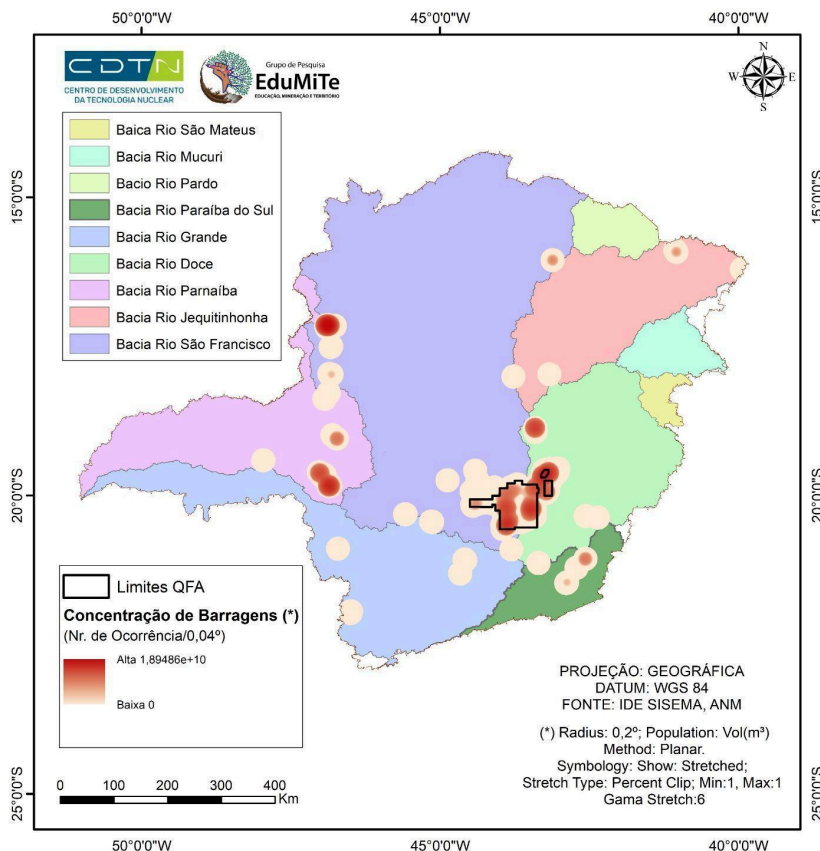 50°0'0"W 45°0'0"W 40°0'0"W
CDTN
CENTRO DE DESENVOLVIMENTO
DA TECNOLOGIA NUCLEAR
Grupo de Pesquisa
EduMiTe
EDUCAÇÃO, MINERAÇÃO E TERRITÓRIO
N
W E
S
Baica Rio São Mateus
Bacia Rio Mucuri
Bacio Rio Pardo
Bacia Rio Paraíba do Sul
Bacia Rio Grande
Bacia Rio Doce
Bacia Rio Parnaíba
Bacia Rio Jequitinhonha
Bacia Rio São Francisco
15°0'0"S 15°0'0"S
20°0'0"S 20°0'0"S
25°0'0"S 25°0'0"S
Limites QFA
Concentração de Barragens (*)
(Nr. de Ocorrência/0,04º)
Alta 1,89486e+10
Baixa 0
0 100 200 300 400
Km
PROJEÇÃO: GEOGRÁFICA
DATUM: WGS 84
FONTE: IDE SISEMA, ANM
(*) Radius: 0,2º; Population: Vol(m³)
Method: Planar.
Symbology: Show: Stretched;
Stretch Type: Percent Clip; Min:1, Max:1
Gama Stretch:6
50°0'0"W 45°0'0"W 40°0'0"W